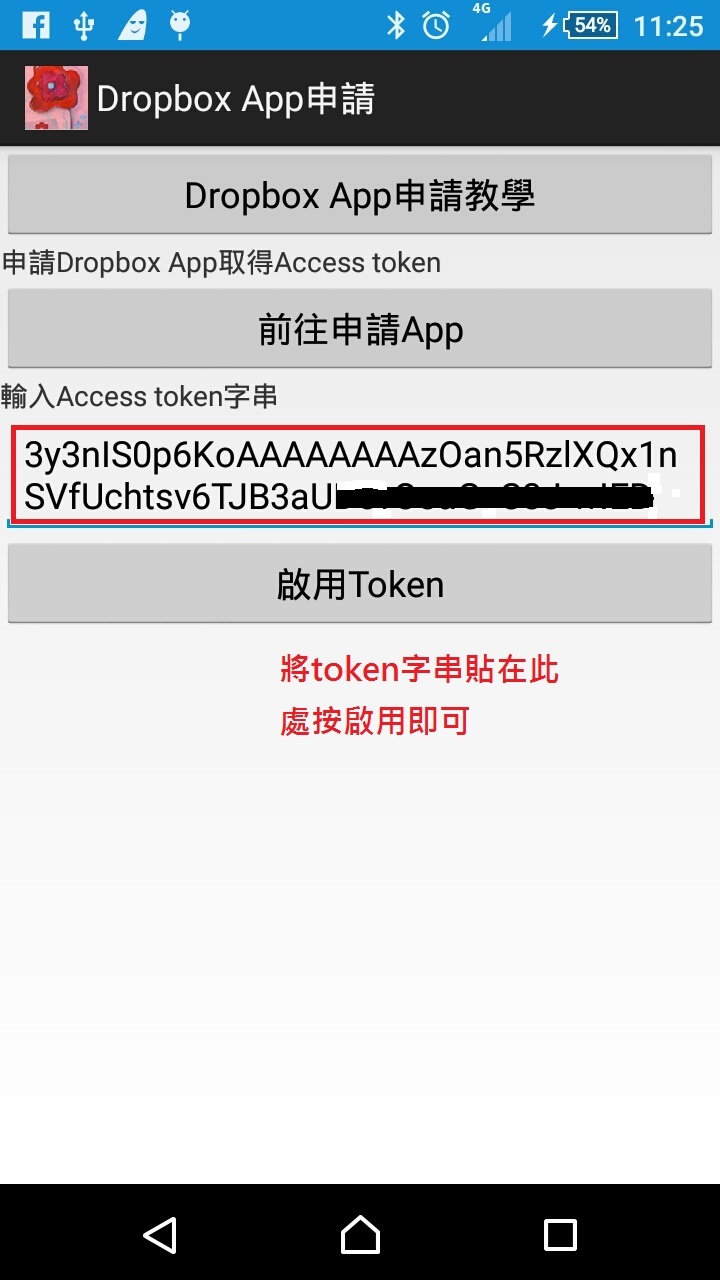 4G
54%
11:25
Dropbox App申請
Dropbox App申請教學
申請Dropbox App取得Access token
前往申請App
輸入Access token字串
3y3nIS0p6KoAAAAAAAAzOan5RzlXQx1n
SVfUchtsv6TJB3aU
啟用Token
將token字串貼在此
處按啟用即可